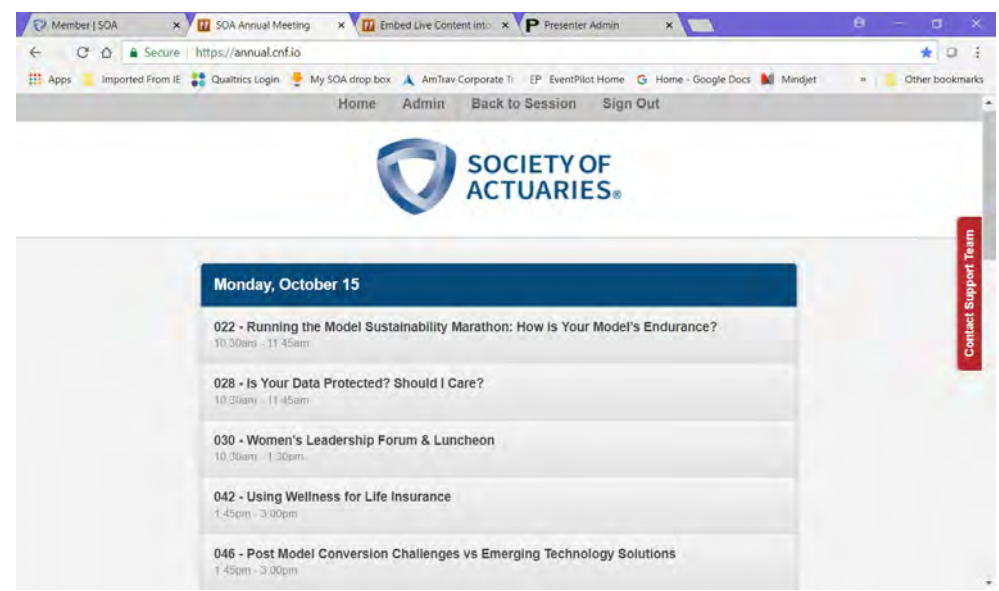 Member | SOA
SOA Annual Meeting
Embed Live Content into
Presenter Admin
Secure
https://annual.cnf.io
Apps
Imported From IE
Qualtrics Login
My SOA drop box
AmTrav Corporate Tr
EP EventPilot Home
G Home - Google Docs
Mindjet
»
Other bookmarks
Home Admin Back to Session Sign Out
SOCIETY OF
ACTUARIES®
Contact Support Team
Monday, October 15
022 - Running the Model Sustainability Marathon: How is Your Model's Endurance?
10:30am - 11:45am
028 - Is Your Data Protected? Should I Care?
10:30am - 11:45am
030 - Women's Leadership Forum & Luncheon
10:30am - 1:30pm
042 - Using Wellness for Life Insurance
1:45pm - 3:00pm
046 - Post Model Conversion Challenges vs Emerging Technology Solutions
1:45pm - 3:00pm